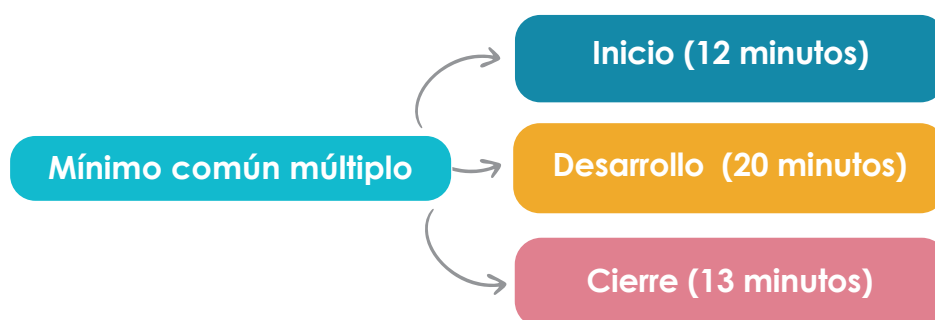 Mínimo común múltiplo
Inicio (12 minutos)
Desarrollo (20 minutos)
Cierre (13 minutos)